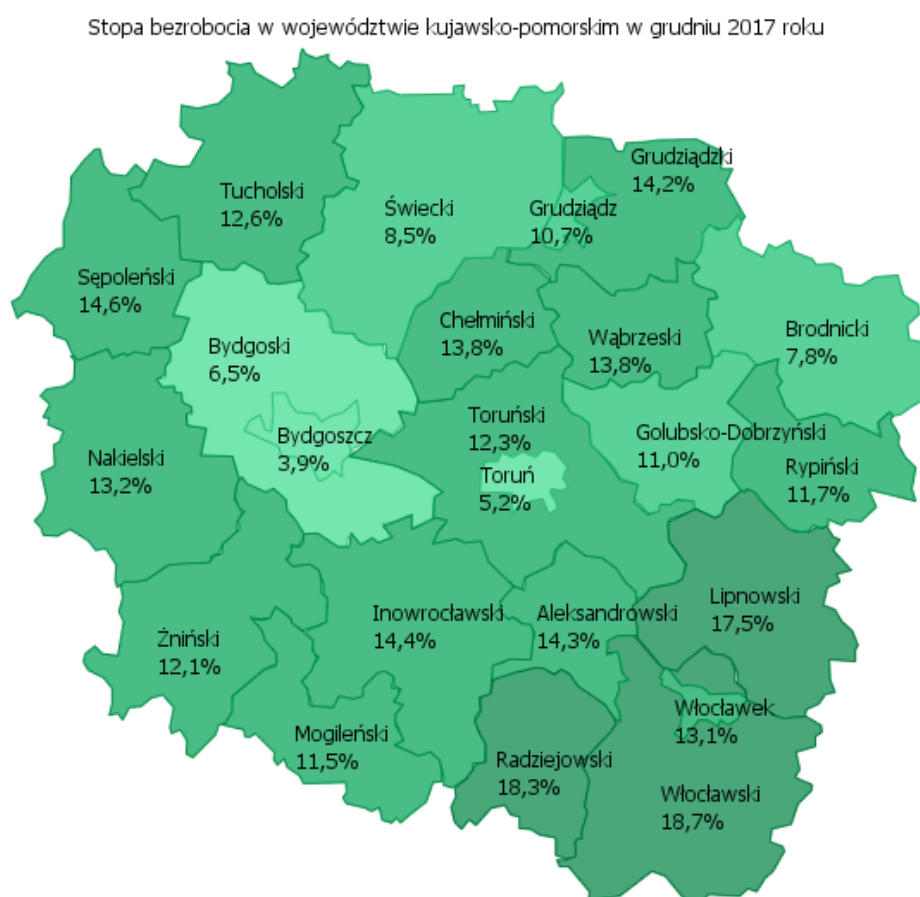 Stopa bezrobocia w województwie kujawsko-pomorskim w grudniu 2017 roku
Grudziądzki
14,2%
Tucholski
12,6%
Świecki
8,5%
Grudziądz
10,7%
Sępoleński
14,6%
Chełmiński
13,8%
Wąbrzeski
13,8%
Brodnicki
7,8%
Bydgoski
6,5%
Toruński
12,3%
Golubsko-Dobrzyński
11,0%
Bydgoszcz
3,9%
Nakielski
13,2%
Toruń
5,2%
Rypiński
11,7%
Lipnowski
17,5%
Inowrocławski
14,4%
Aleksandrowski
14,3%
Żniński
12,1%
Włocławek
13,1%
Mogileński
11,5%
Radziejowski
18,3%
Włocławski
18,7%